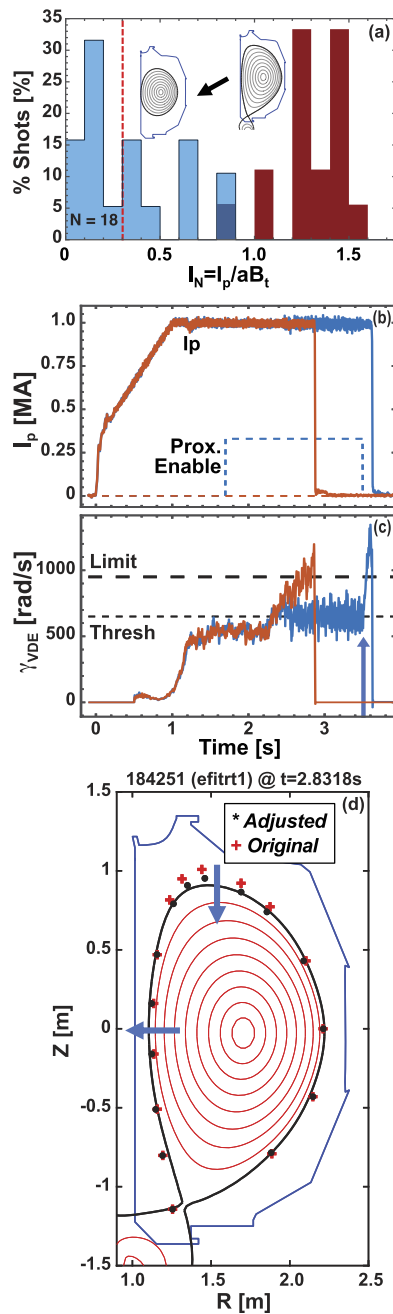 (a)
% Shots [%]
35
30
25
20
15
10
5
0
N = 18
0 0.5 1.0 1.5
I_N=I_p/aB_t
(b)
I_p [MA]
1.0
0.75
0.50
0.25
0
Ip
Prox.
Enable
(c)
γ_VDE [rad/s]
1000
500
0
Limit
Thresh
0 1 2 3
Time [s]
184251 (efitrt1) @ t=2.8318s
(d)
* Adjusted
+ Original
Z [m]
1.5
1
0.5
0
-0.5
-1
-1.5
1.0 1.5 2.0 2.5
R [m]